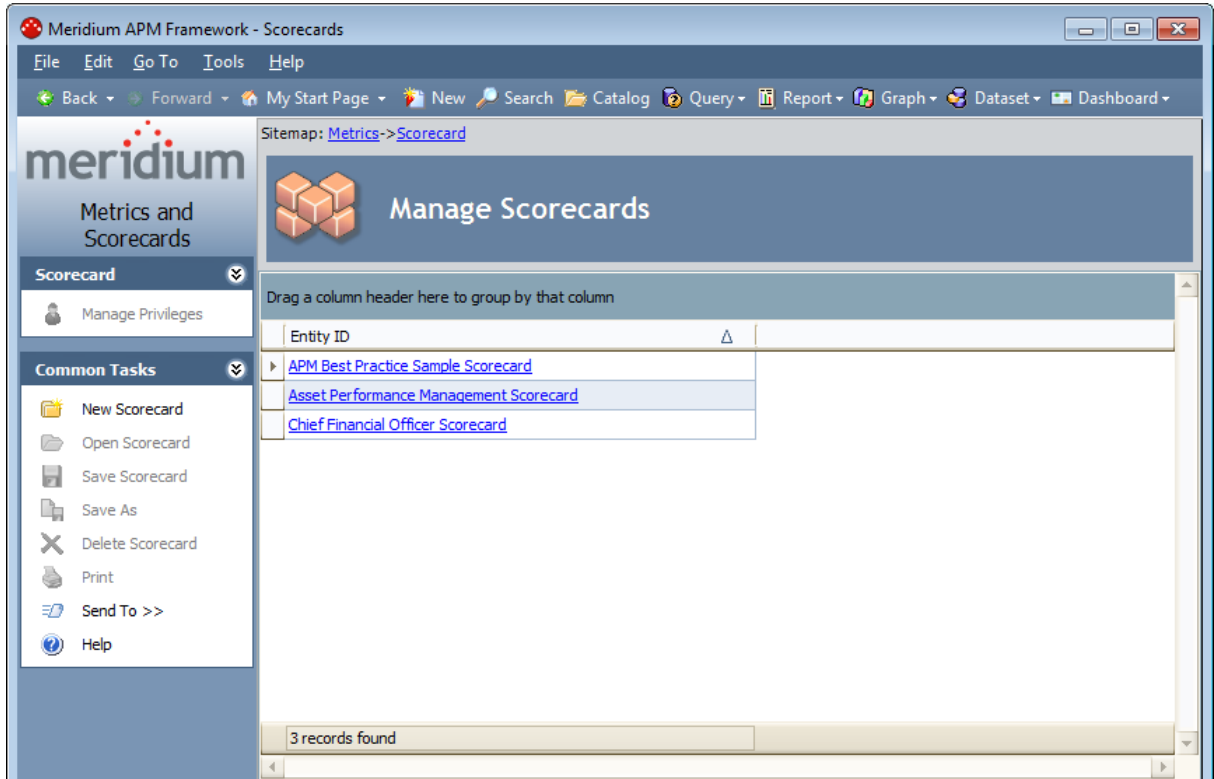 Meridium APM Framework - Scorecards
File Edit Go To Tools Help
Back Forward My Start Page New Search Catalog Query Report Graph Dataset Dashboard
meridium
Metrics and
Scorecards
Sitemap: Metrics->Scorecard
Manage Scorecards
Scorecard
Manage Privileges
Common Tasks
New Scorecard
Open Scorecard
Save Scorecard
Save As
Delete Scorecard
Print
Send To >>
Help
Drag a column header here to group by that column
Entity ID
APM Best Practice Sample Scorecard
Asset Performance Management Scorecard
Chief Financial Officer Scorecard
3 records found